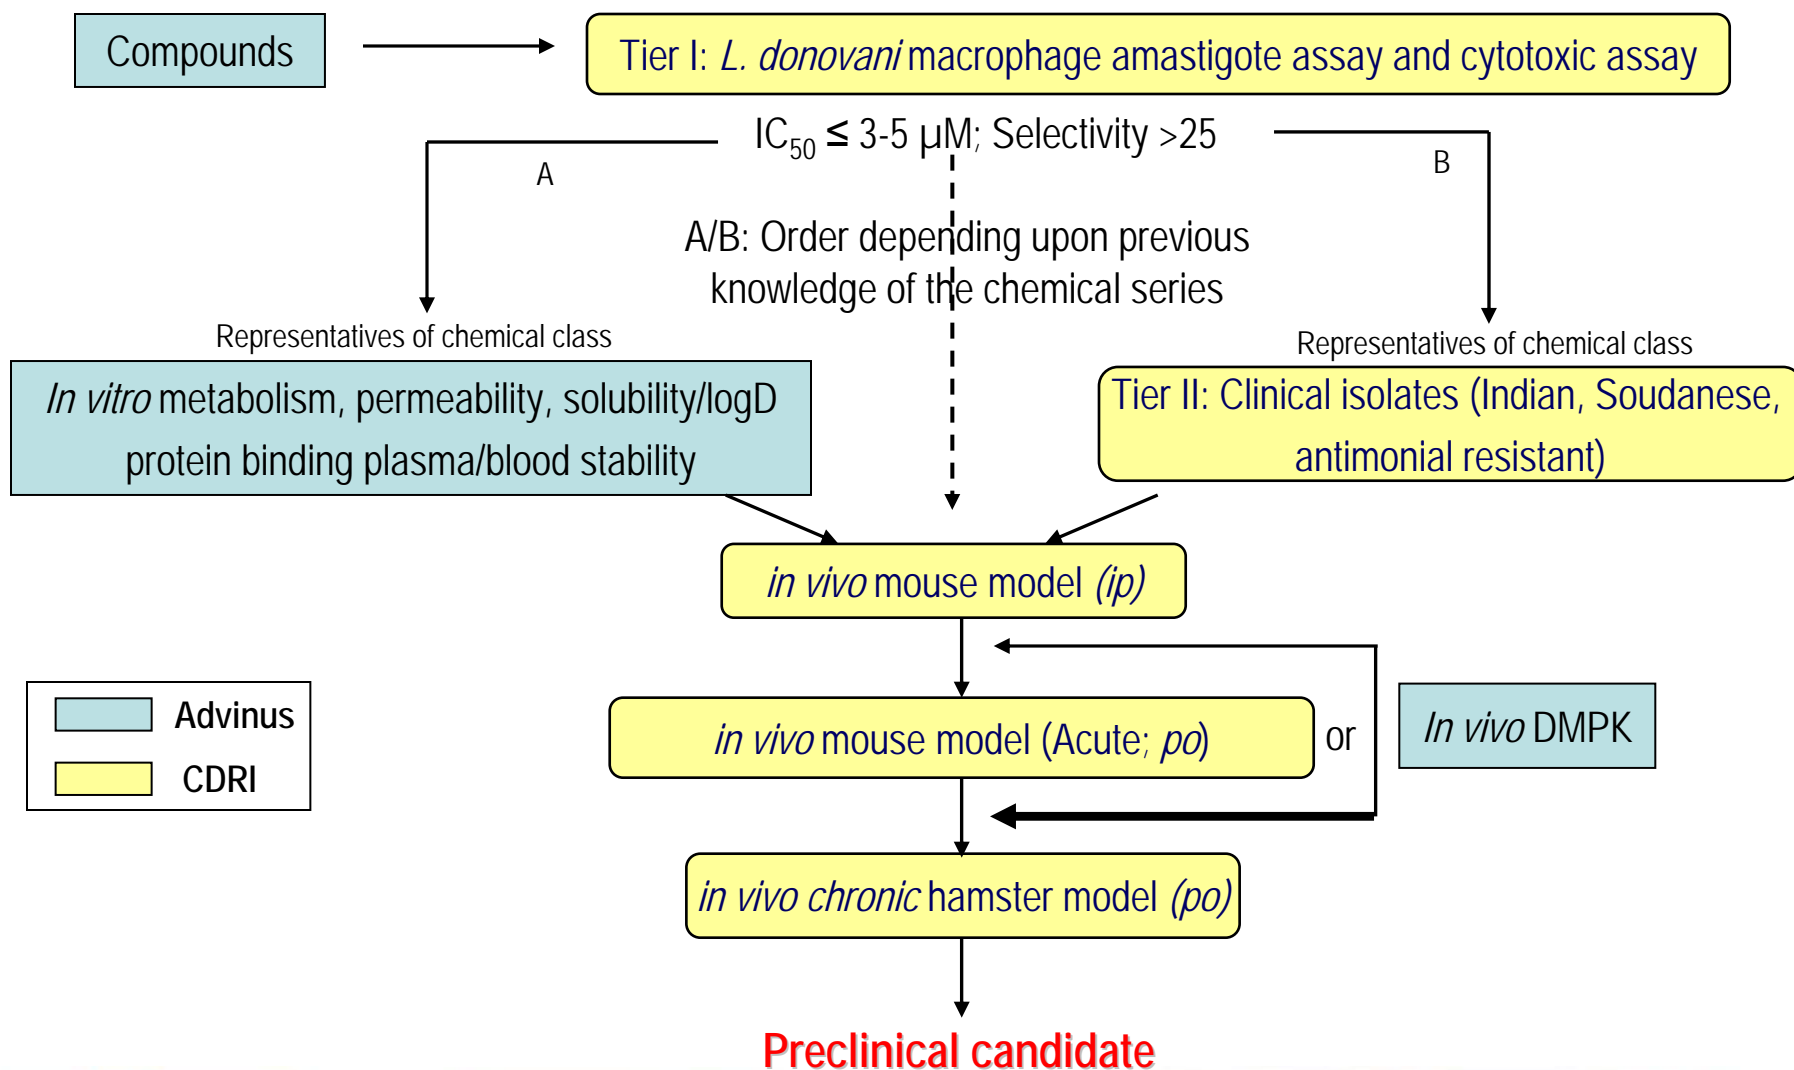 Compounds
Tier I: L. donovani macrophage amastigote assay and cytotoxic assay
IC50 ≤ 3-5 µM; Selectivity >25
A
B
A/B: Order depending upon previous
knowledge of the chemical series
Representatives of chemical class
Representatives of chemical class
In vitro metabolism, permeability, solubility/logD
protein binding plasma/blood stability
Tier II: Clinical isolates (Indian, Soudanese,
antimonial resistant)
in vivo mouse model (ip)
in vivo mouse model (Acute; po)
or
In vivo DMPK
Advinus
CDRI
in vivo chronic hamster model (po)
Preclinical candidate